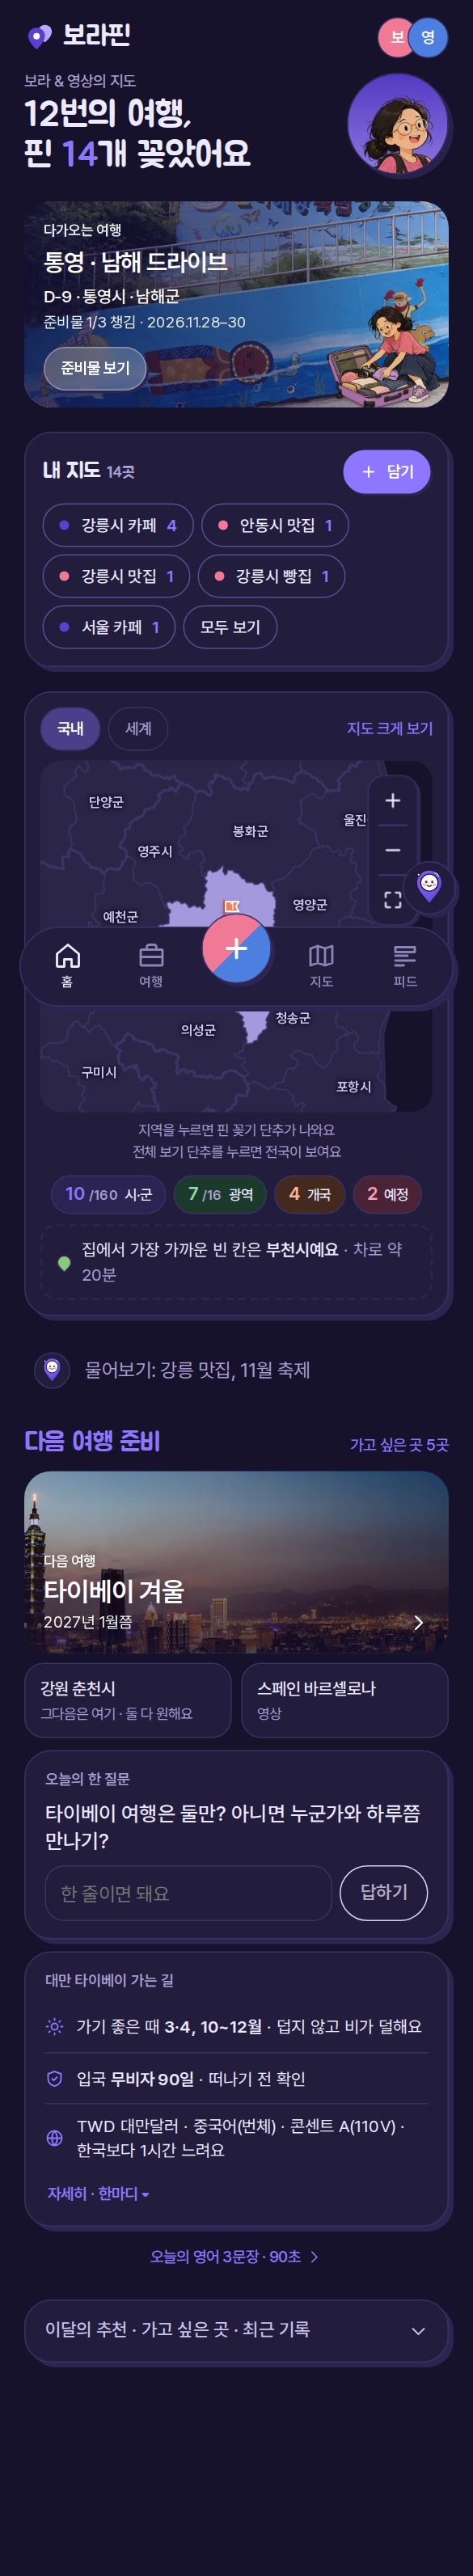 보라핀
보 영
보라 & 영상의 지도
12번의 여행,
핀 14개 꽂았어요
다가오는 여행
통영 · 남해 드라이브
D-9 · 통영시 · 남해군
준비물 1/3 챙김 · 2026.11.28–30
준비물 보기
내 지도 14곳
+ 담기
강릉시 카페 4
안동시 맛집 1
강릉시 맛집 1
강릉시 빵집 1
서울 카페 1
모두 보기
국내
세계
지도 크게 보기
단양군
울진
봉화군
영주시
영양군
예천군
홈
여행
지도
피드
청송군
의성군
구미시
포항시
지역을 누르면 핀 꽂기 단추가 나와요
전체 보기 단추를 누르면 전국이 보여요
10 /160 시·군
7 /16 광역
4 개국
2 예정
집에서 가장 가까운 빈 칸은 부천시예요 · 차로 약
20분
물어보기: 강릉 맛집, 11월 축제
다음 여행 준비
가고 싶은 곳 5곳
다음 여행
타이베이 겨울
2027년 1월쯤
강원 춘천시
그다음은 여기 · 둘 다 원해요
스페인 바르셀로나
영상
오늘의 한 질문
타이베이 여행은 둘만? 아니면 누군가와 하루쯤
만나기?
한 줄이면 돼요
답하기
대만 타이베이 가는 길
가기 좋은 때 3·4, 10~12월 · 덥지 않고 비가 덜해요
입국 무비자 90일 · 떠나기 전 확인
TWD 대만달러 · 중국어(번체) · 콘센트 A(110V) ·
한국보다 1시간 느려요
자세히 · 한마디
오늘의 영어 3문장 · 90초
이달의 추천 · 가고 싶은 곳 · 최근 기록